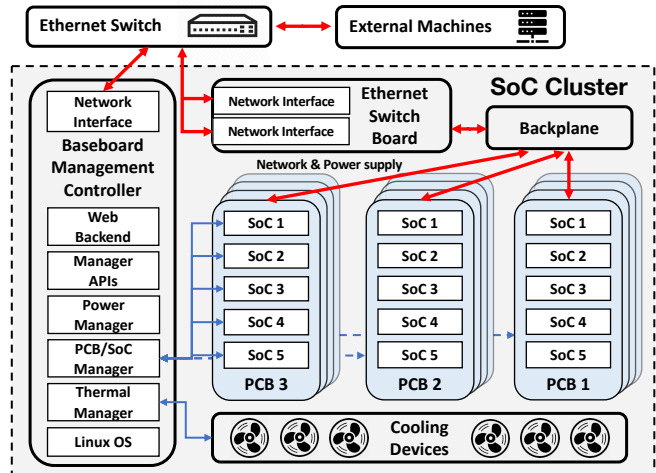 Ethernet Switch
External Machines
SoC Cluster
Network
Interface
Baseboard
Management
Controller
Web
Backend
Manager
APIs
Power
Manager
PCB/SoC
Manager
Thermal
Manager
Linux OS
Network Interface
Network Interface
Ethernet
Switch
Board
Backplane
Network & Power supply
SoC 1
SoC 2
SoC 3
SoC 4
SoC 5
PCB 3
SoC 1
SoC 2
SoC 3
SoC 4
SoC 5
PCB 2
SoC 1
SoC 2
SoC 3
SoC 4
SoC 5
PCB 1
Cooling
Devices